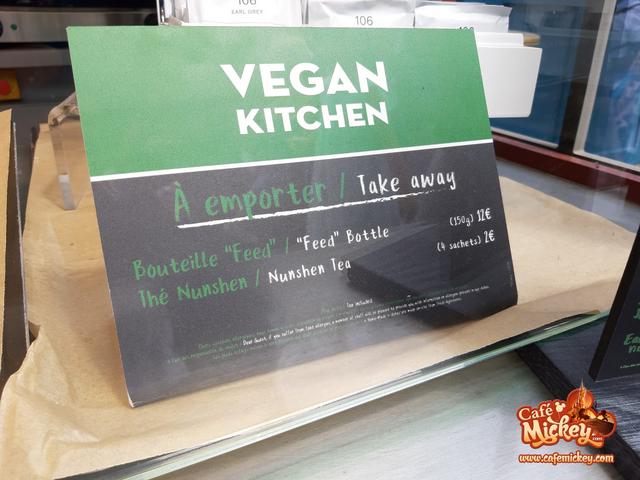 106
EARL GREY
106
VEGAN
KITCHEN
À emporter / Take away
Bouteille "Feed" / "Feed" Bottle (150g) 12€
Thé Nunshen / Nunshen Tea (4 sachets) 2€
Café
Mickey.com
www.cafemickey.com